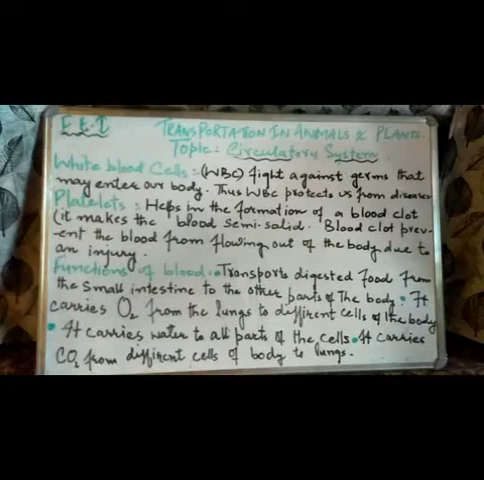 E.E.I
TRANSPORTATION IN ANIMALS & PLANTS.
Topic: Circulatory System
White blood Cells:- (WBC) fight against germs that
may enter our body. Thus WBC protects us from diseases
Platelets: Heps in the formation of a blood clot
(it makes the blood semi-solid. Blood clot prev-
ent the blood from flowing out of the body due to
an injury.
Functions of blood:• Transports digested food from
the small intestine to the other parts of The body • It
carries O2 from the lungs to diffirent cells of the body
• It carries water to all parts of the cells • It carries
CO2 from diffirent cells of body to lungs.